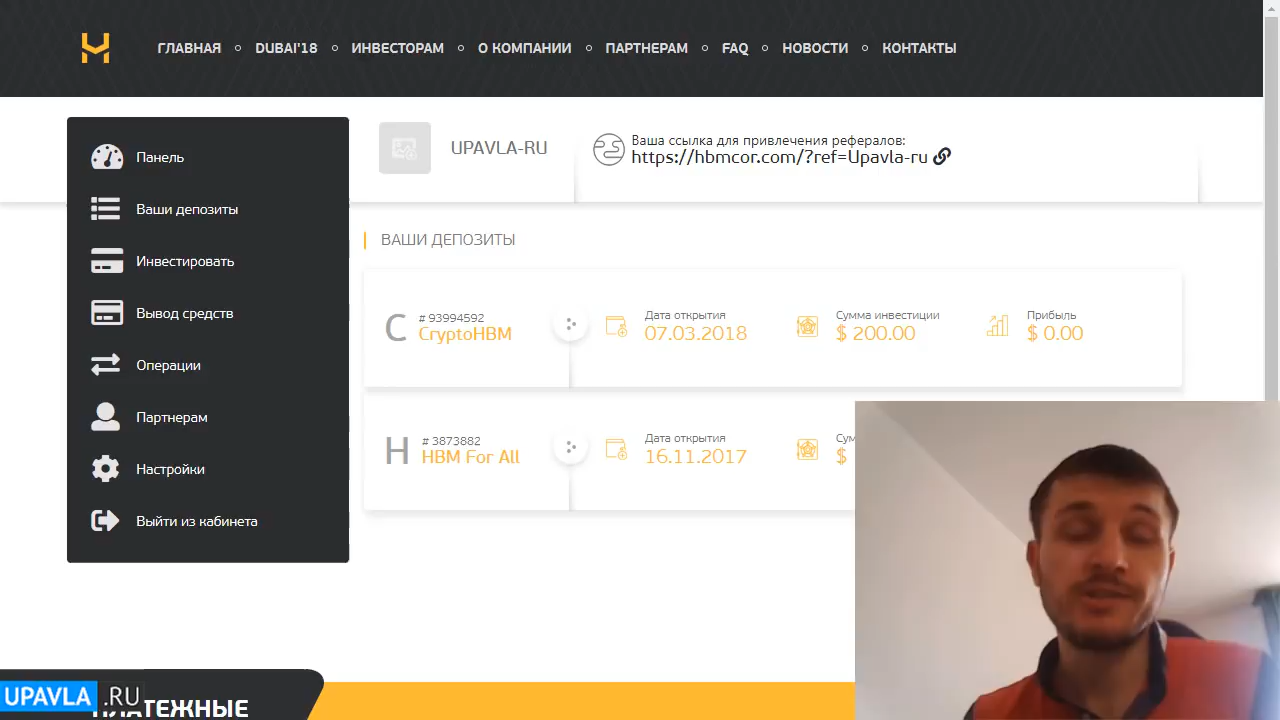 ГЛАВНАЯ DUBAI'18 ИНВЕСТОРАМ О КОМПАНИИ ПАРТНЕРАМ FAQ НОВОСТИ КОНТАКТЫ
Панель
Ваши депозиты
Инвестировать
Вывод средств
Операции
Партнерам
Настройки
Выйти из кабинета
UPAVLA-RU
Ваша ссылка для привлечения рефералов:
https://hbmcor.com/?ref=Upavla-ru
ВАШИ ДЕПОЗИТЫ
C
# 93994592
CryptoHBM
Дата открытия
07.03.2018
Сумма инвестиции
$ 200.00
Прибыль
$ 0.00
H
# 3873882
HBM For All
Дата открытия
16.11.2017
$
UPAVLA .RU
ПЛАТЕЖНЫЕ